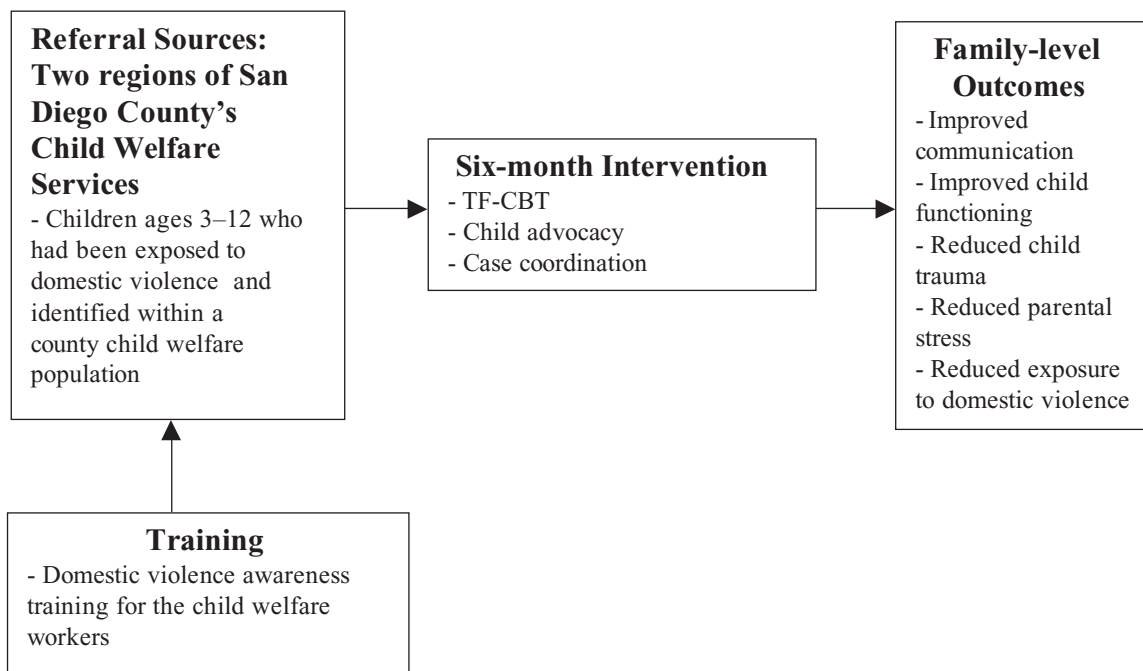 Referral Sources:
Two regions of San
Diego County’s
Child Welfare
Services
- Children ages 3–12 who
had been exposed to
domestic violence and
identified within a
county child welfare
population
Six-month Intervention
- TF-CBT
- Child advocacy
- Case coordination
Family-level
Outcomes
- Improved
communication
- Improved child
functioning
- Reduced child
trauma
- Reduced parental
stress
- Reduced exposure
to domestic violence
Training
- Domestic violence awareness
training for the child welfare
workers